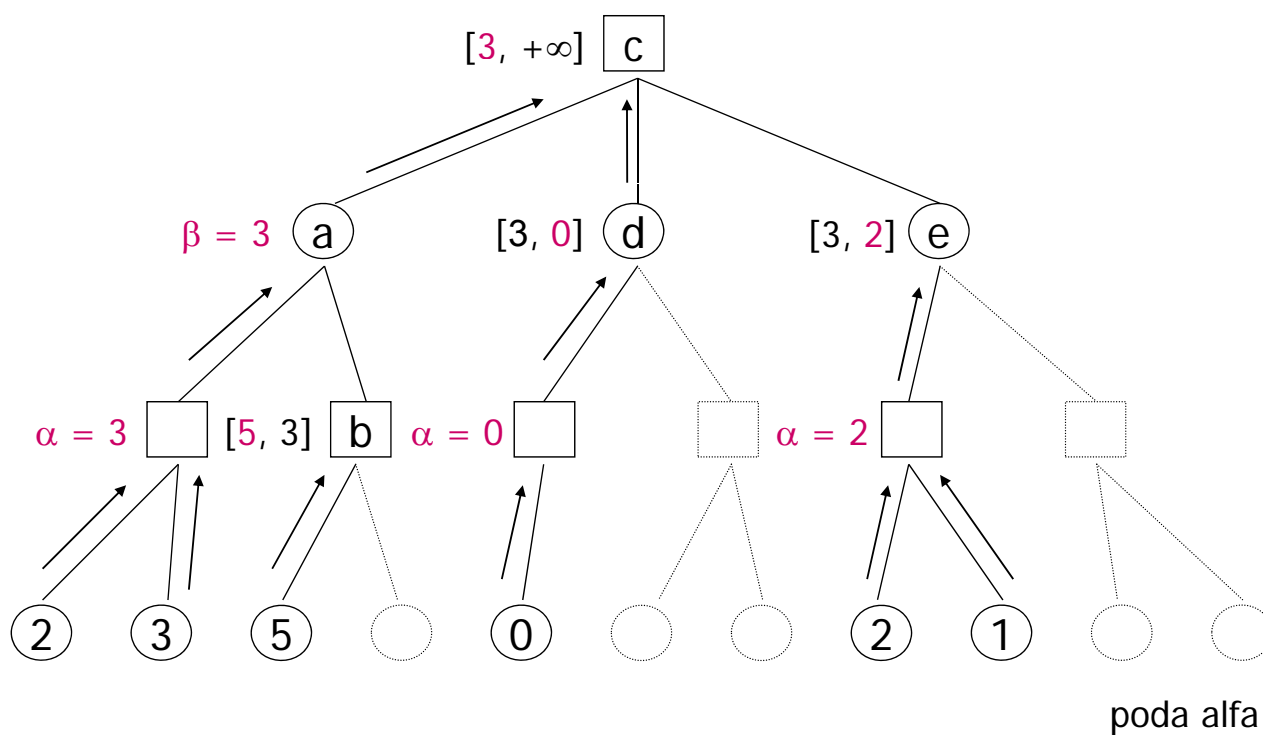 [3, +∞] c
β = 3 a [3, 0] d [3, 2] e
α = 3 [5, 3] b α = 0 α = 2
2 3 5 0 2 1
poda alfa